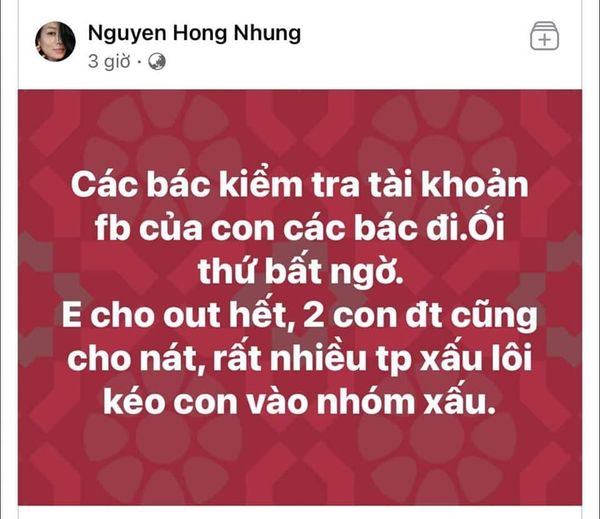 Nguyen Hong Nhung
3 giờ ·
Các bác kiểm tra tài khoản
fb của con các bác đi.Ối
thứ bất ngờ.
E cho out hết, 2 con đt cũng
cho nát, rất nhiều tp xấu lôi
kéo con vào nhóm xấu.